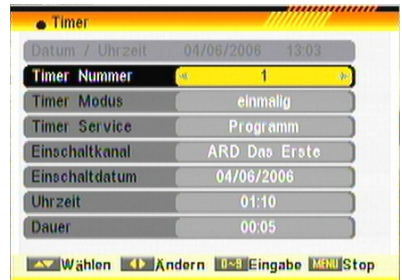 Timer
Datum / Uhrzeit 04/06/2006 13:03
Timer Nummer 1
Timer Modus einmalig
Timer Service Programm
Einschaltkanal ARD Das Erste
Einschaltdatum 04/06/2006
Uhrzeit 01:10
Dauer 00:05
Wählen Ändern 0~9 Eingabe MENU Stop